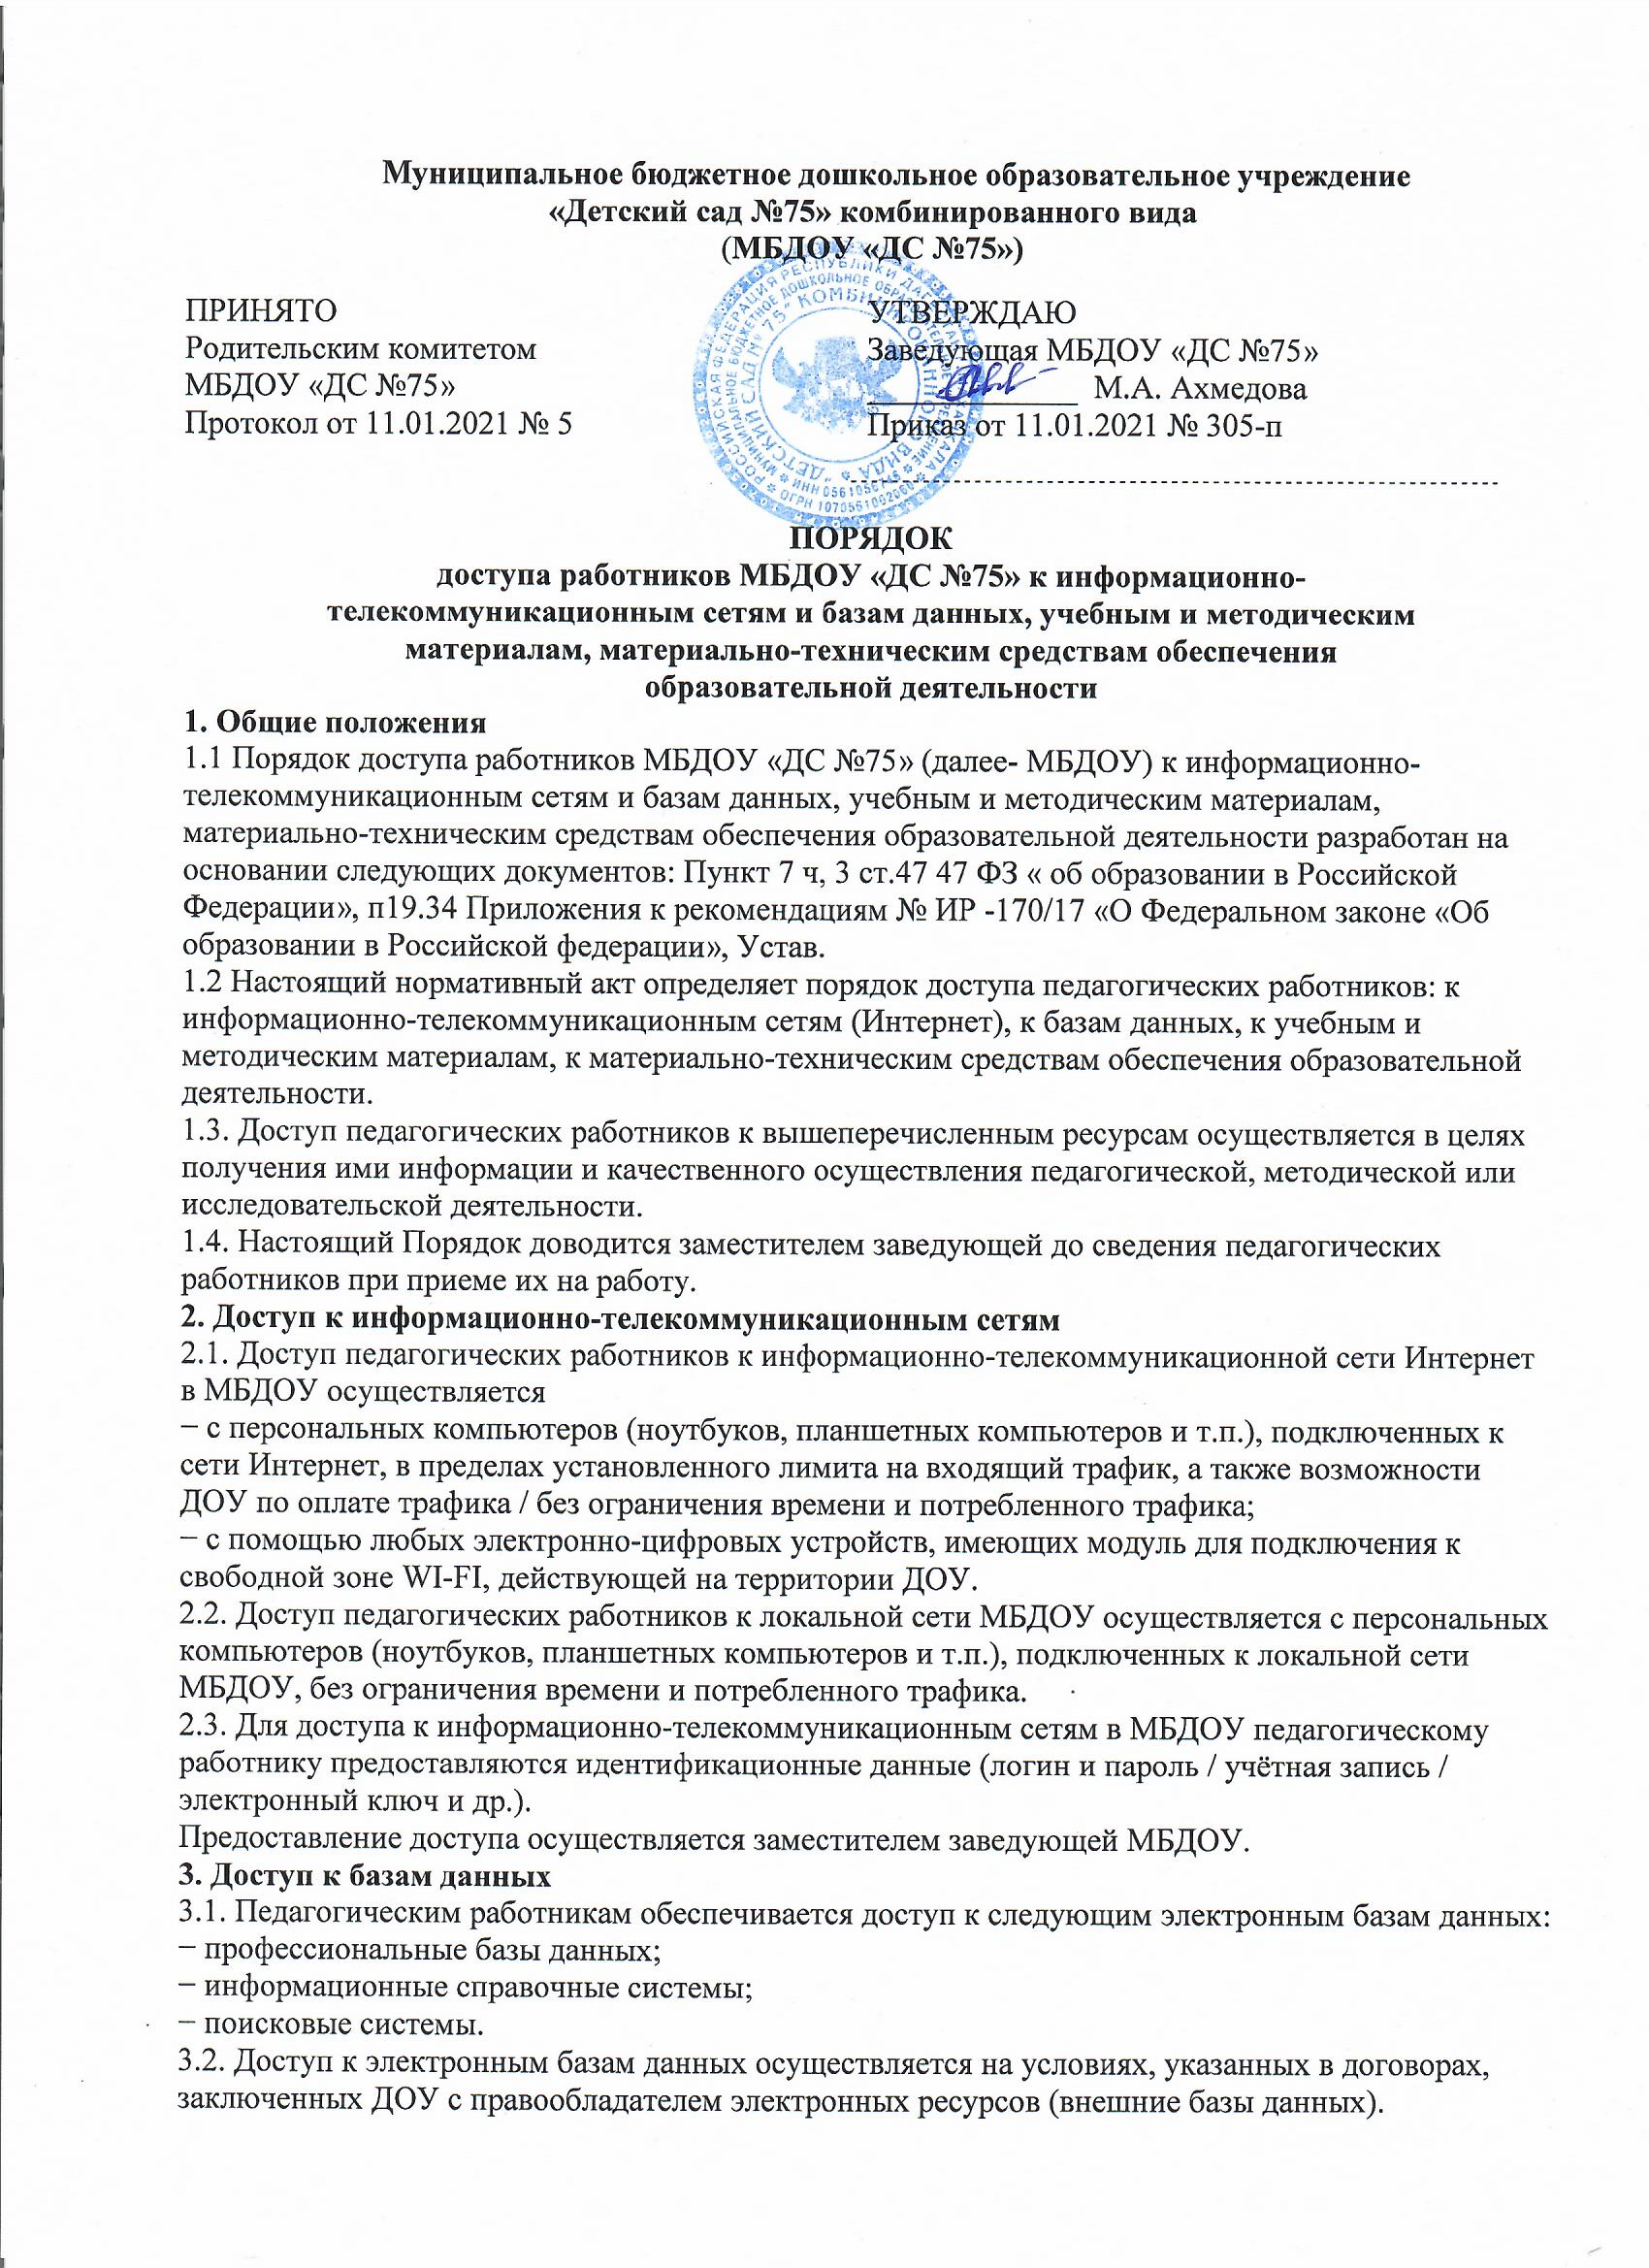 Муниципальное бюджетное дошкольное образовательное учреждение
«Детский сад №75» комбинированного вида
(МБДОУ «ДС №75»)
ПРИНЯТО
Родительским комитетом
МБДОУ «ДС №75»
Протокол от 11.01.2021 № 5
УТВЕРЖДАЮ
Заведующая МБДОУ «ДС №75»
М.А. Ахмедова
Приказ от 11.01.2021 № 305-п
РОССИЙСКАЯ ФЕДЕРАЦИЯ РЕСПУБЛИКИ
МУНИЦИПАЛЬНОЕ БЮДЖЕТНОЕ ДОШКОЛЬНОЕ
"ДЕТСКИЙ САД № 75" КОМБИНИРОВАННОГО ВИДА
ПОРЯДОК
доступа работников МБДОУ «ДС №75» к информационно-
телекоммуникационным сетям и базам данных, учебным и методическим
материалам, материально-техническим средствам обеспечения
образовательной деятельности
1. Общие положения
1.1 Порядок доступа работников МБДОУ «ДС №75» (далее- МБДОУ) к информационно-
телекоммуникационным сетям и базам данных, учебным и методическим материалам,
материально-техническим средствам обеспечения образовательной деятельности разработан на
основании следующих документов: Пункт 7 ч, 3 ст.47 47 ФЗ « об образовании в Российской
Федерации», п19.34 Приложения к рекомендациям № ИР -170/17 «О Федеральном законе «Об
образовании в Российской федерации», Устав.
1.2 Настоящий нормативный акт определяет порядок доступа педагогических работников: к
информационно-телекоммуникационным сетям (Интернет), к базам данных, к учебным и
методическим материалам, к материально-техническим средствам обеспечения образовательной
деятельности.
1.3. Доступ педагогических работников к вышеперечисленным ресурсам осуществляется в целях
получения ими информации и качественного осуществления педагогической, методической или
исследовательской деятельности.
1.4. Настоящий Порядок доводится заместителем заведующей до сведения педагогических
работников при приеме их на работу.
2. Доступ к информационно-телекоммуникационным сетям
2.1. Доступ педагогических работников к информационно-телекоммуникационной сети Интернет
в МБДОУ осуществляется
− с персональных компьютеров (ноутбуков, планшетных компьютеров и т.п.), подключенных к
сети Интернет, в пределах установленного лимита на входящий трафик, а также возможности
ДОУ по оплате трафика / без ограничения времени и потребленного трафика;
− с помощью любых электронно-цифровых устройств, имеющих модуль для подключения к
свободной зоне WI-FI, действующей на территории ДОУ.
2.2. Доступ педагогических работников к локальной сети МБДОУ осуществляется с персональных
компьютеров (ноутбуков, планшетных компьютеров и т.п.), подключенных к локальной сети
МБДОУ, без ограничения времени и потребленного трафика.
2.3. Для доступа к информационно-телекоммуникационным сетям в МБДОУ педагогическому
работнику предоставляются идентификационные данные (логин и пароль / учётная запись /
электронный ключ и др.).
Предоставление доступа осуществляется заместителем заведующей МБДОУ.
3. Доступ к базам данных
3.1. Педагогическим работникам обеспечивается доступ к следующим электронным базам данных:
− профессиональные базы данных;
− информационные справочные системы;
− поисковые системы.
3.2. Доступ к электронным базам данных осуществляется на условиях, указанных в договорах,
заключенных ДОУ с правообладателем электронных ресурсов (внешние базы данных).